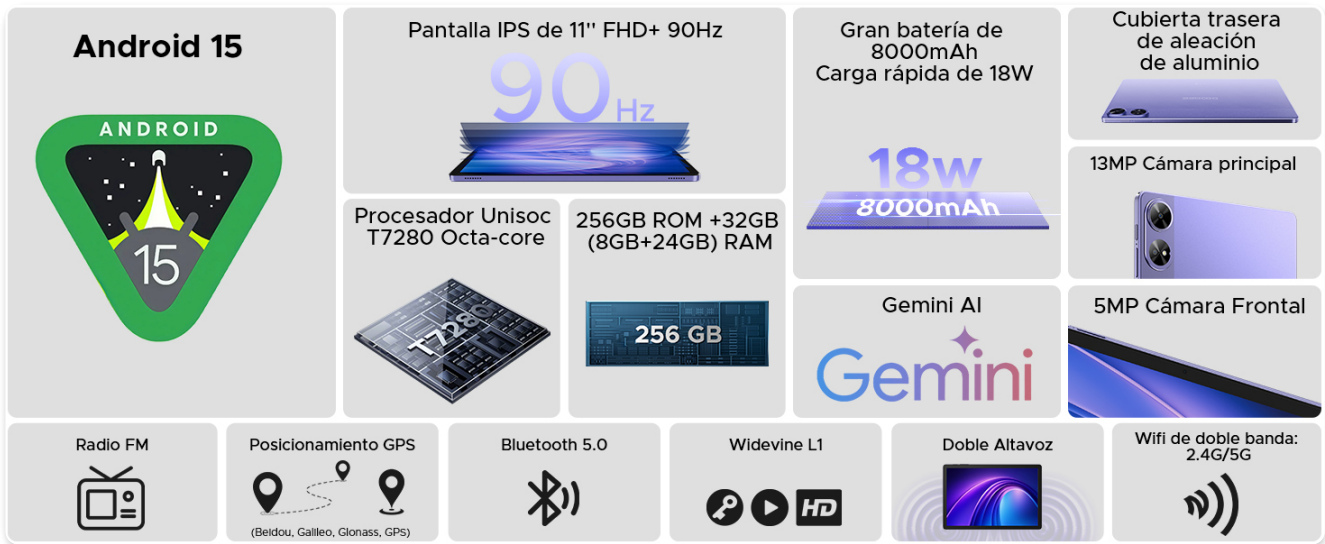 Android 15
ANDROID
15
Pantalla IPS de 11'' FHD+ 90Hz
90Hz
Gran batería de
8000mAh
Carga rápida de 18W
18w
8000mAh
Cubierta trasera
de aleación
de aluminio
13MP Cámara principal
Procesador Unisoc
T7280 Octa-core
T7280
256GB ROM +32GB
(8GB+24GB) RAM
256 GB
Gemini AI
Gemini
5MP Cámara Frontal
Radio FM
Posicionamiento GPS
(Beldou, Galileo, Glonass, GPS)
Bluetooth 5.0
Widevine L1
HD
Doble Altavoz
Wifi de doble banda:
2.4G/5G